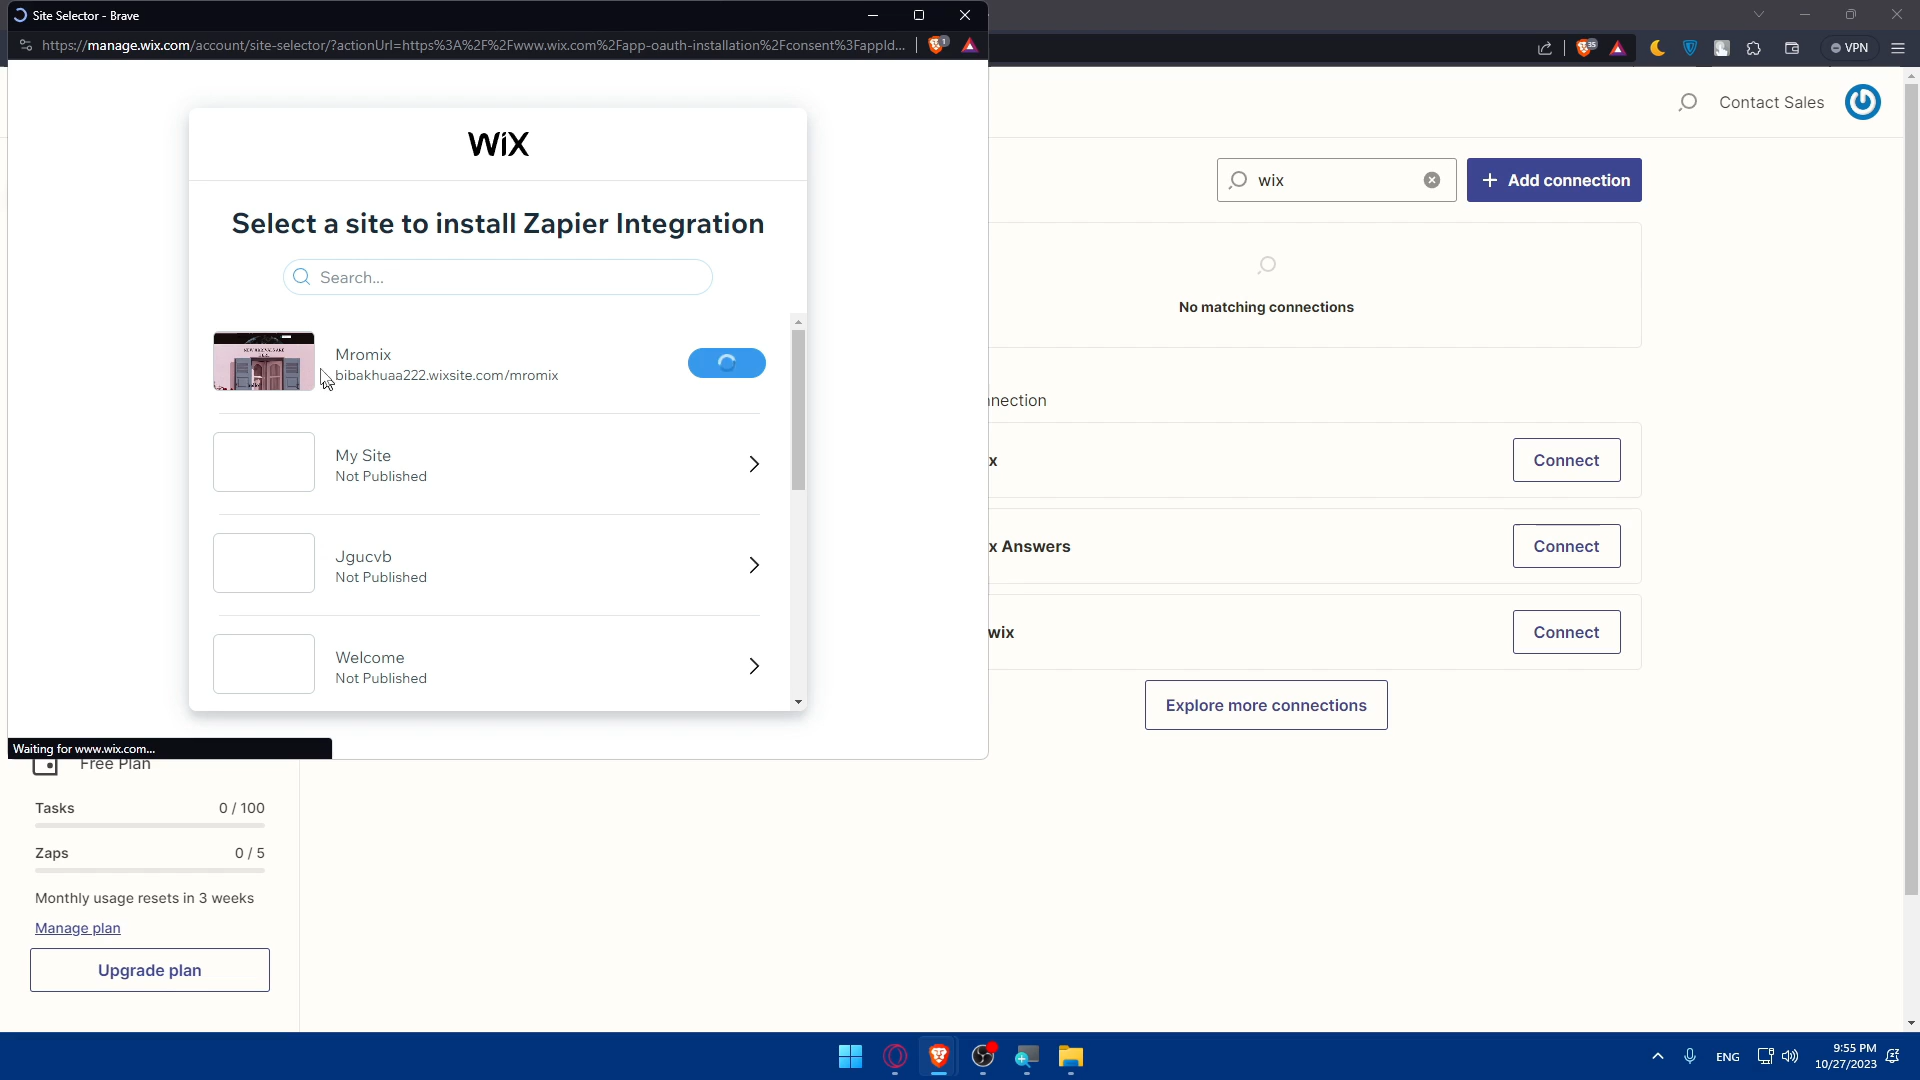 Site Selector - Brave
https://manage.wix.com/account/site-selector/?actionUrl=https%3A%2F%2Fwww.wix.com%2Fapp-oauth-installation%2Fconsent%3FappId...
1
35
VPN
WiX
Contact Sales
Select a site to install Zapier Integration
wix
Add connection
Search...
No matching connections
Mromix
bibakhuaa222.wixsite.com/mromix
nnection
My Site
Not Published
x
Connect
Jgucvb
Not Published
x Answers
Connect
Welcome
Not Published
wix
Connect
Explore more connections
Waiting for www.wix.com...
Free Plan
Tasks 0 / 100
Zaps 0 / 5
Monthly usage resets in 3 weeks
Manage plan
Upgrade plan
ENG
9:55 PM
10/27/2023